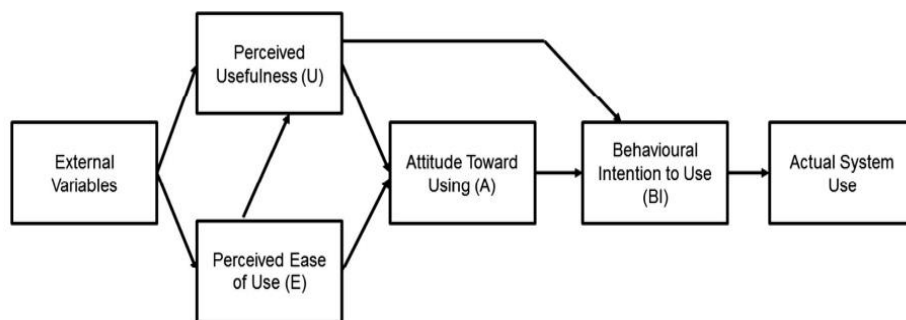 Perceived
Usefulness (U)
External
Variables
Perceived Ease
of Use (E)
Attitude Toward
Using (A)
Behavioural
Intention to Use
(BI)
Actual System
Use